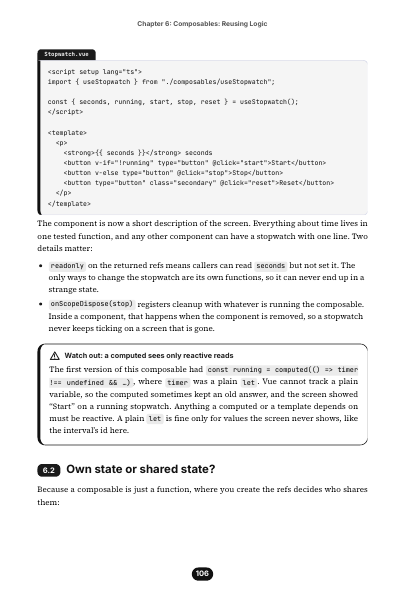 Chapter 6: Composables: Reusing Logic
Stopwatch.vue
<script setup lang="ts">
import { useStopwatch } from "./composables/useStopwatch";
const { seconds, running, start, stop, reset } = useStopwatch();
</script>
<template>
<p>
<strong>{{ seconds }}</strong> seconds
<button v-if="!running" type="button" @click="start">Start</button>
<button v-else type="button" @click="stop">Stop</button>
<button type="button" class="secondary" @click="reset">Reset</button>
</p>
</template>
The component is now a short description of the screen. Everything about time lives in
one tested function, and any other component can have a stopwatch with one line. Two
details matter:
• readonly on the returned refs means callers can read seconds but not set it. The
only ways to change the stopwatch are its own functions, so it can never end up in a
strange state.
• onScopeDispose(stop) registers cleanup with whatever is running the composable.
Inside a component, that happens when the component is removed, so a stopwatch
never keeps ticking on a screen that is gone.
Watch out: a computed sees only reactive reads
The first version of this composable had const running = computed(() => timer
!== undefined && …), where timer was a plain let. Vue cannot track a plain
variable, so the computed sometimes kept an old answer, and the screen showed
“Start” on a running stopwatch. Anything a computed or a template depends on
must be reactive. A plain let is fine only for values the screen never shows, like
the interval’s id here.
6.2 Own state or shared state?
Because a composable is just a function, where you create the refs decides who shares
them:
106